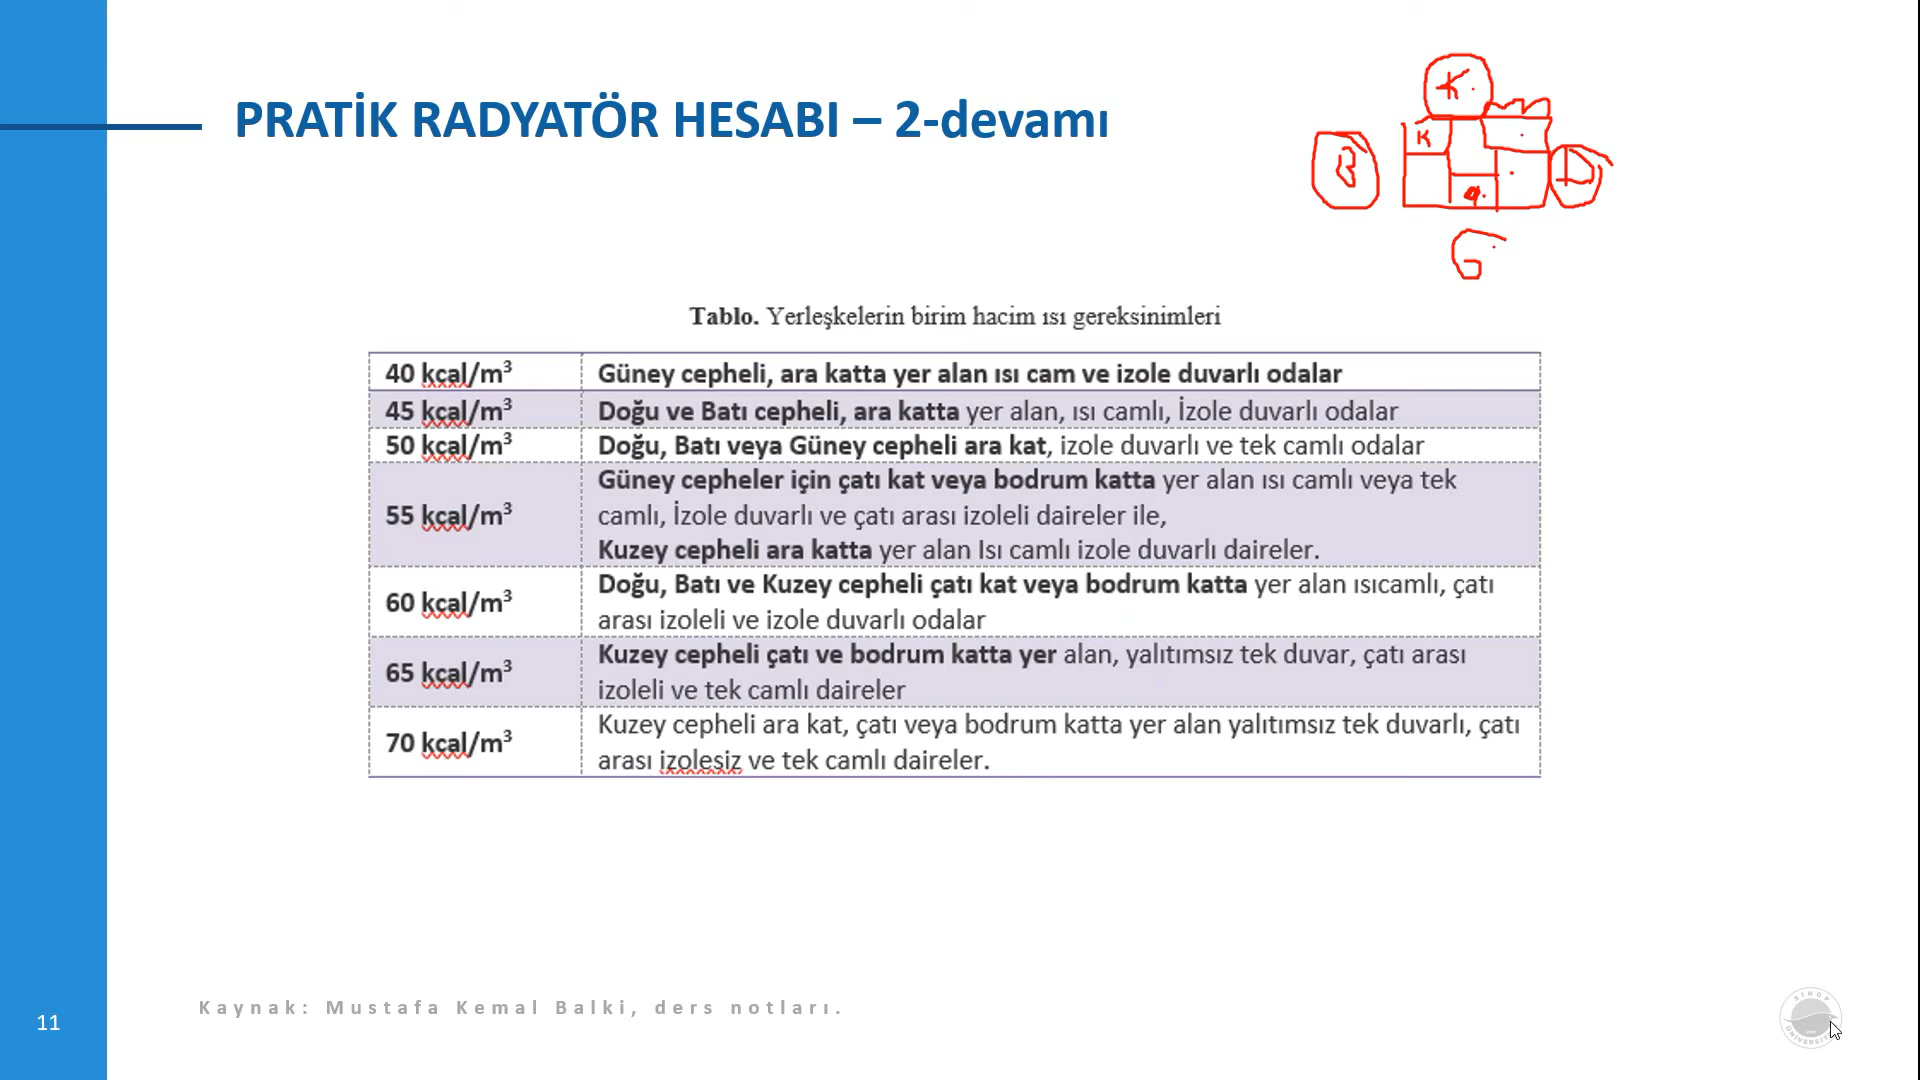 PRATİK RADYATÖR HESABI – 2-devamı
K
K
B
D
G
Tablo. Yerleşkelerin birim hacim ısı gereksinimleri
40 kcal/m³ Güney cepheli, ara katta yer alan ısı cam ve izole duvarlı odalar
45 kcal/m³ Doğu ve Batı cepheli, ara katta yer alan, ısı camlı, İzole duvarlı odalar
50 kcal/m³ Doğu, Batı veya Güney cepheli ara kat, izole duvarlı ve tek camlı odalar
55 kcal/m³ Güney cepheler için çatı kat veya bodrum katta yer alan ısı camlı veya tek
camlı, İzole duvarlı ve çatı arası izoleli daireler ile,
Kuzey cepheli ara katta yer alan Isı camlı izole duvarlı daireler.
60 kcal/m³ Doğu, Batı ve Kuzey cepheli çatı kat veya bodrum katta yer alan ısıcamlı, çatı
arası izoleli ve izole duvarlı odalar
65 kcal/m³ Kuzey cepheli çatı ve bodrum katta yer alan, yalıtımsız tek duvar, çatı arası
izoleli ve tek camlı daireler
70 kcal/m³ Kuzey cepheli ara kat, çatı veya bodrum katta yer alan yalıtımsız tek duvarlı, çatı
arası izolesiz ve tek camlı daireler.
Kaynak: Mustafa Kemal Balki, ders notları.
11
SİNOP
ÜNİVERSİTESİ